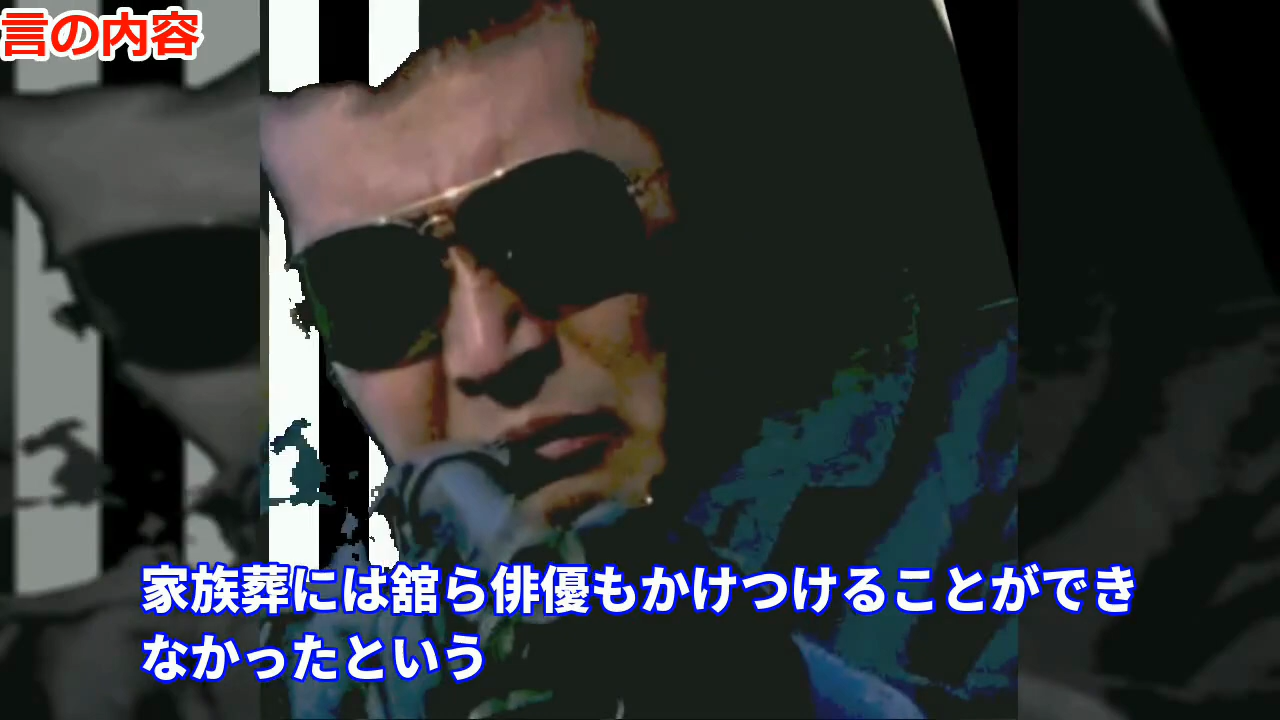 言の内容
家族葬には舘ら俳優もかけつけることができ
なかったという